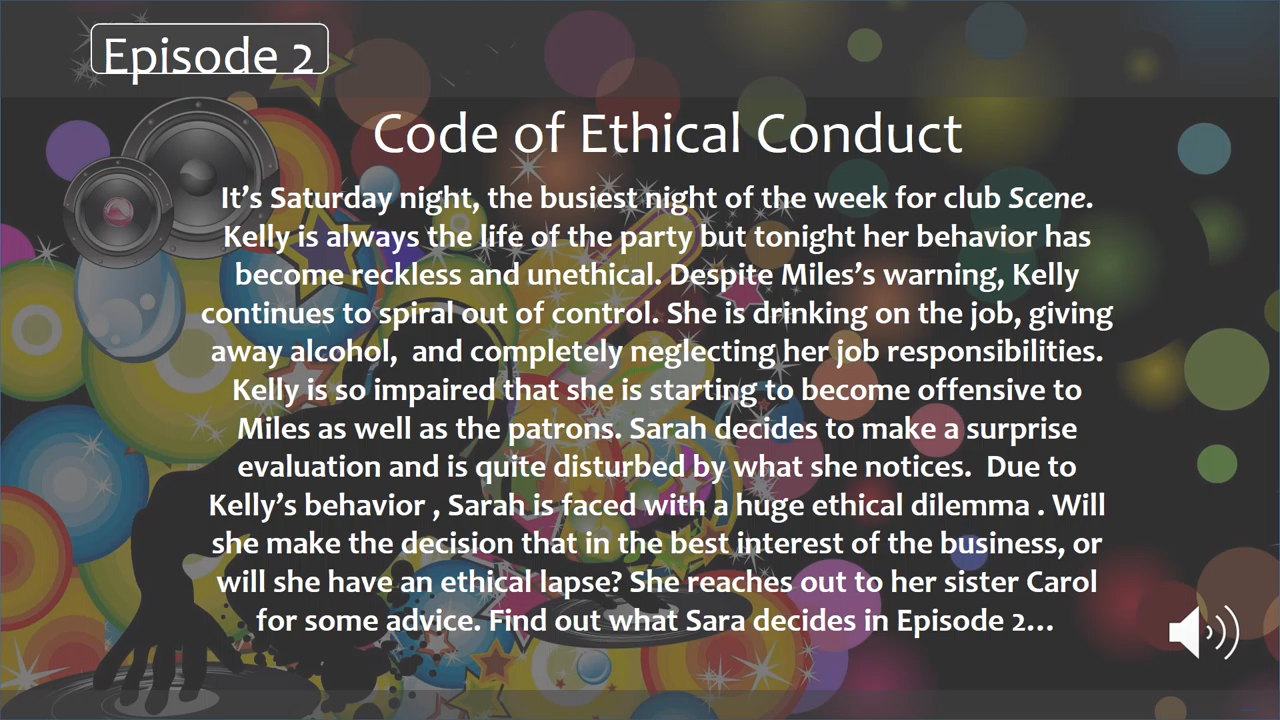 Episode 2
Code of Ethical Conduct
It’s Saturday night, the busiest night of the week for club Scene.
Kelly is always the life of the party but tonight her behavior has
become reckless and unethical. Despite Miles’s warning, Kelly
continues to spiral out of control. She is drinking on the job, giving
away alcohol,  and completely neglecting her job responsibilities.
Kelly is so impaired that she is starting to become offensive to
Miles as well as the patrons. Sarah decides to make a surprise
evaluation and is quite disturbed by what she notices.  Due to
Kelly’s behavior , Sarah is faced with a huge ethical dilemma . Will
she make the decision that in the best interest of the business, or
will she have an ethical lapse? She reaches out to her sister Carol
for some advice. Find out what Sara decides in Episode 2...